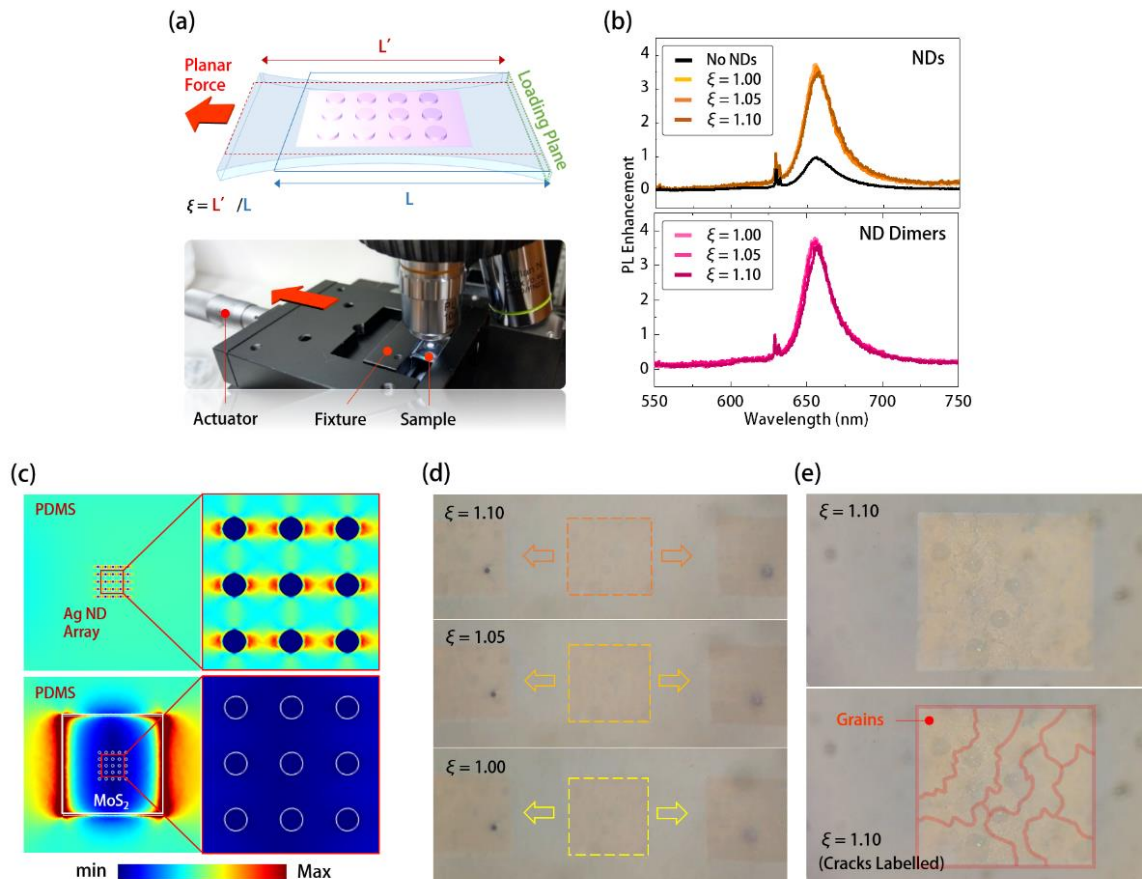 (a)
L'
Planar
Force
Loading Plane
L
ξ = L' /L
Actuator
Fixture
Sample
(b)
NDs
No NDs
ξ = 1.00
ξ = 1.05
ξ = 1.10
4
3
2
1
0
ND Dimers
ξ = 1.00
ξ = 1.05
ξ = 1.10
4
3
2
1
0
PL Enhancement
550
600
650
700
750
Wavelength (nm)
(c)
PDMS
Ag ND
Array
PDMS
MoS₂
min
Max
(d)
ξ = 1.10
ξ = 1.05
ξ = 1.00
(e)
ξ = 1.10
Grains
ξ = 1.10
(Cracks Labelled)